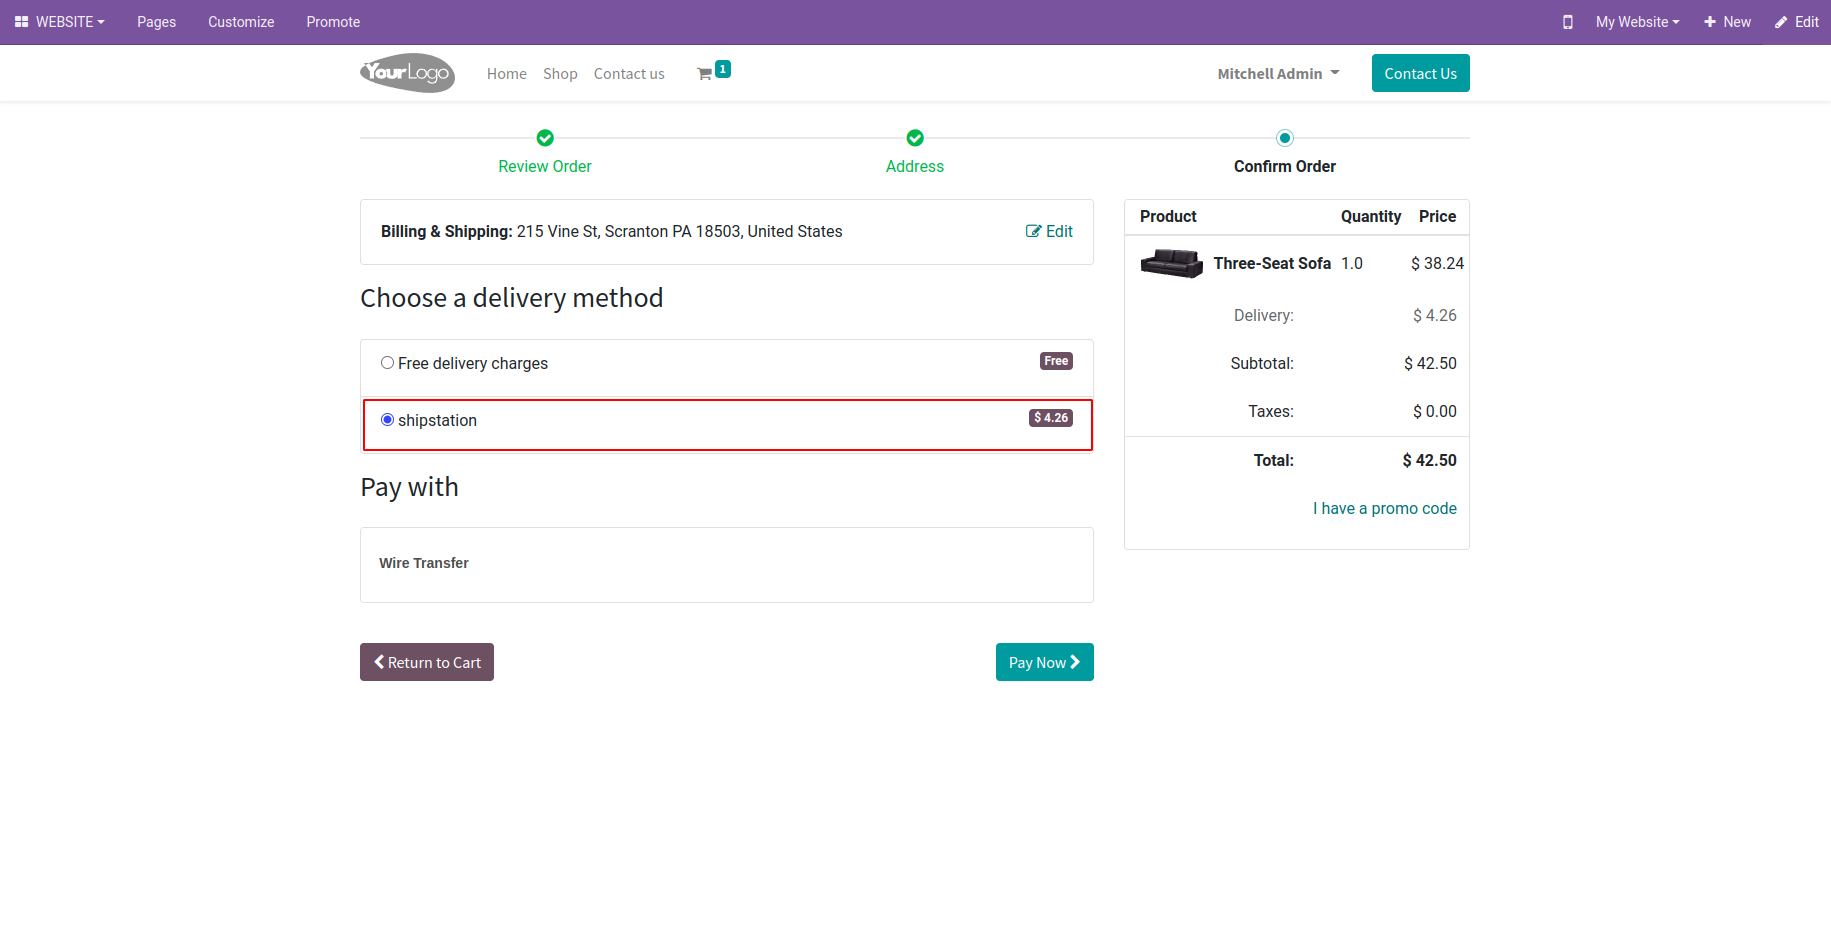 WEBSITE Pages Customize Promote My Website New Edit
YourLogo Home Shop Contact us 1 Mitchell Admin Contact Us
Review Order Address Confirm Order
Billing & Shipping: 215 Vine St, Scranton PA 18503, United States Edit
Choose a delivery method
Free delivery charges Free
shipstation $ 4.26
Pay with
Wire Transfer
Return to Cart Pay Now
Product Quantity Price
Three-Seat Sofa 1.0 $ 38.24
Delivery: $ 4.26
Subtotal: $ 42.50
Taxes: $ 0.00
Total: $ 42.50
I have a promo code